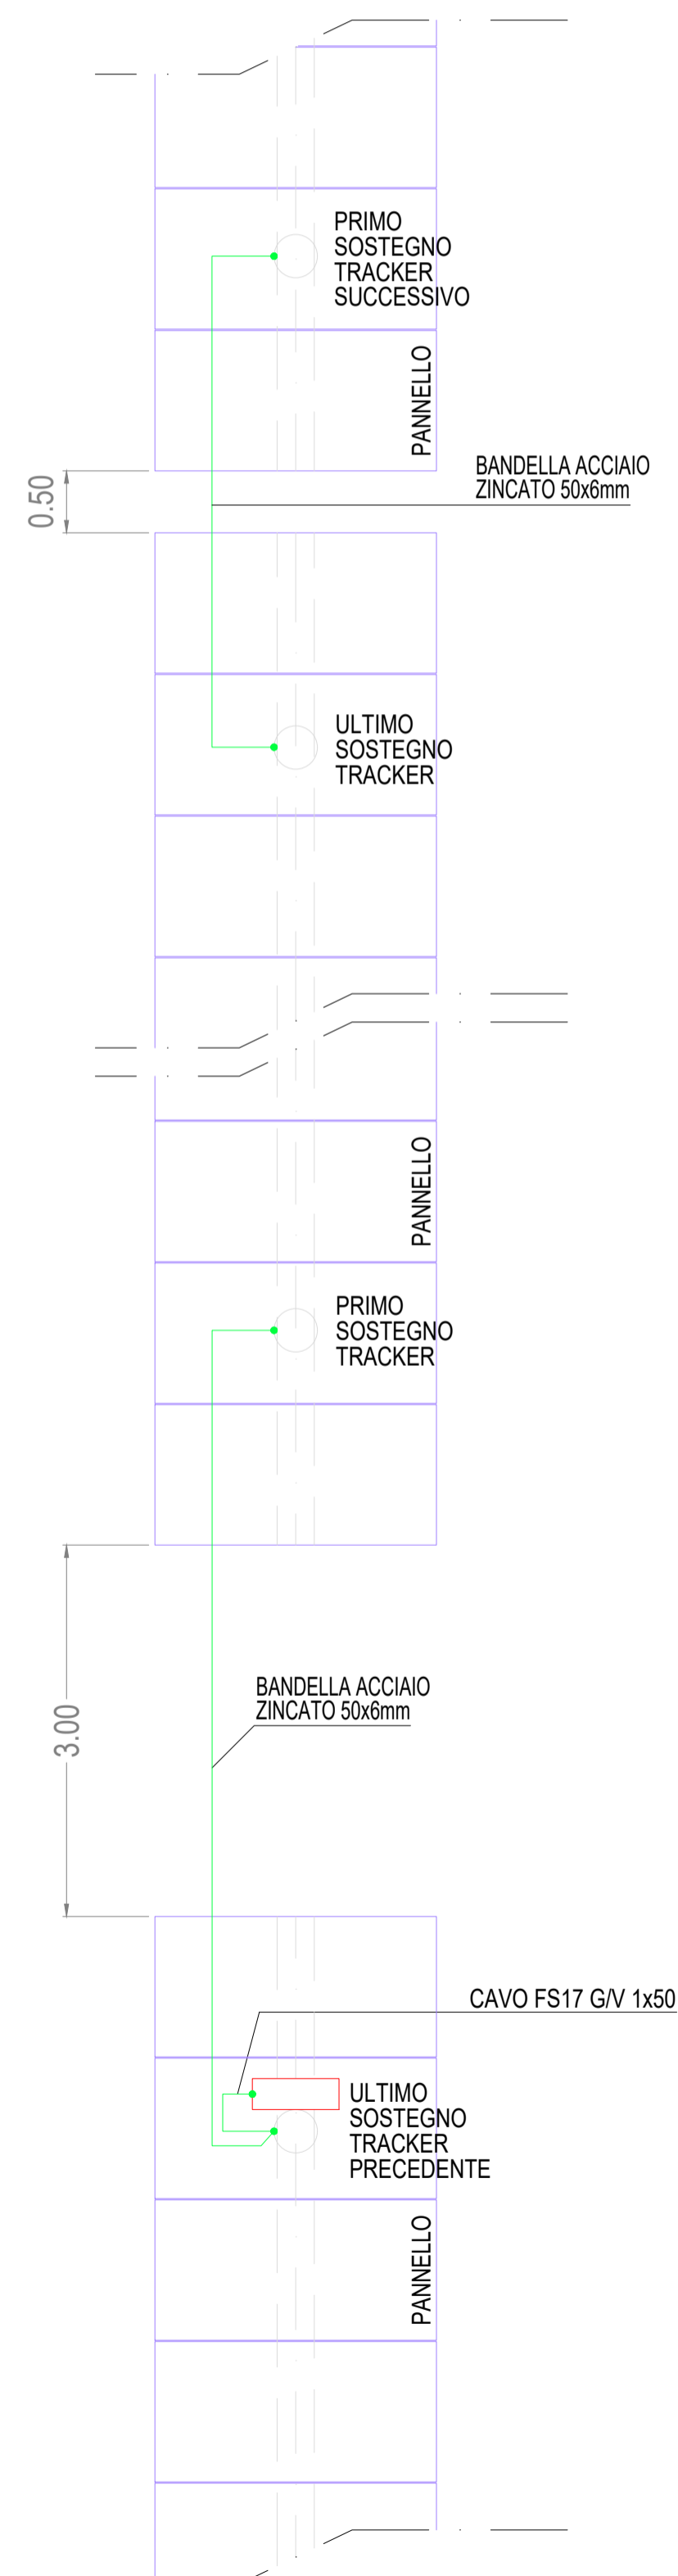 PRIMO
SOSTEGNO
TRACKER
SUCCESSIVO
PANNELLO
BANDELLA ACCIAIO
ZINCATO 50x6mm
0.50
ULTIMO
SOSTEGNO
TRACKER
PANNELLO
PRIMO
SOSTEGNO
TRACKER
BANDELLA ACCIAIO
ZINCATO 50x6mm
3.00
CAVO FS17 G/V 1x50
ULTIMO
SOSTEGNO
TRACKER
PRECEDENTE
PANNELLO